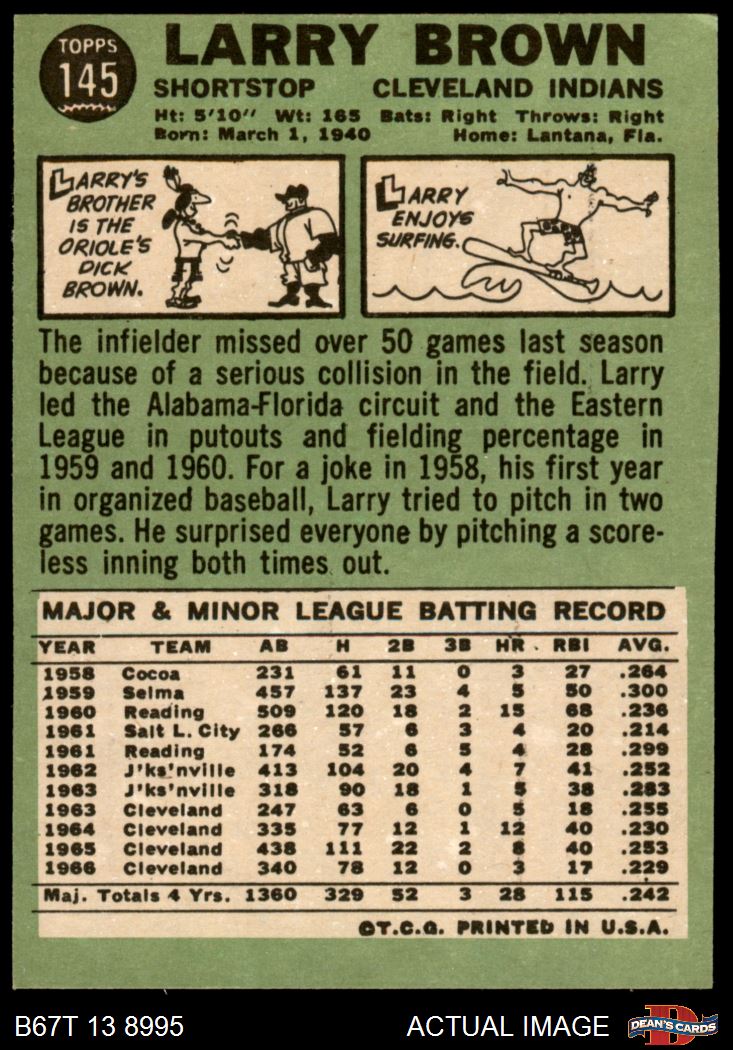 TOPPS
145
LARRY BROWN
SHORTSTOP CLEVELAND INDIANS
Ht: 5'10" Wt: 165 Bats: Right Throws: Right
Born: March 1, 1940 Home: Lantana, Fla.
LARRY'S
BROTHER
IS THE
ORIOLE'S
DICK
BROWN.
LARRY
ENJOYS
SURFING.
The infielder missed over 50 games last season
because of a serious collision in the field. Larry
led the Alabama-Florida circuit and the Eastern
League in putouts and fielding percentage in
1959 and 1960. For a joke in 1958, his first year
in organized baseball, Larry tried to pitch in two
games. He surprised everyone by pitching a score-
less inning both times out.
MAJOR & MINOR LEAGUE BATTING RECORD
YEAR TEAM AB H 2B 3B HR RBI AVG.
1958 Cocoa 231 61 11 0 3 27 .264
1959 Selma 457 137 23 4 5 50 .300
1960 Reading 509 120 18 2 15 68 .236
1961 Salt L. City 266 57 6 3 4 20 .214
1961 Reading 174 52 6 5 4 28 .299
1962 J'ks'nville 413 104 20 4 7 41 .252
1963 J'ks'nville 318 90 18 1 5 38 .283
1963 Cleveland 247 63 6 0 5 18 .255
1964 Cleveland 335 77 12 1 12 40 .230
1965 Cleveland 438 111 22 2 8 40 .253
1966 Cleveland 340 78 12 0 3 17 .229
Maj. Totals 4 Yrs. 1360 329 52 3 28 115 .242
©T.C.G. PRINTED IN U.S.A.
B67T 13 8995 ACTUAL IMAGE
DEAN'S CARDS